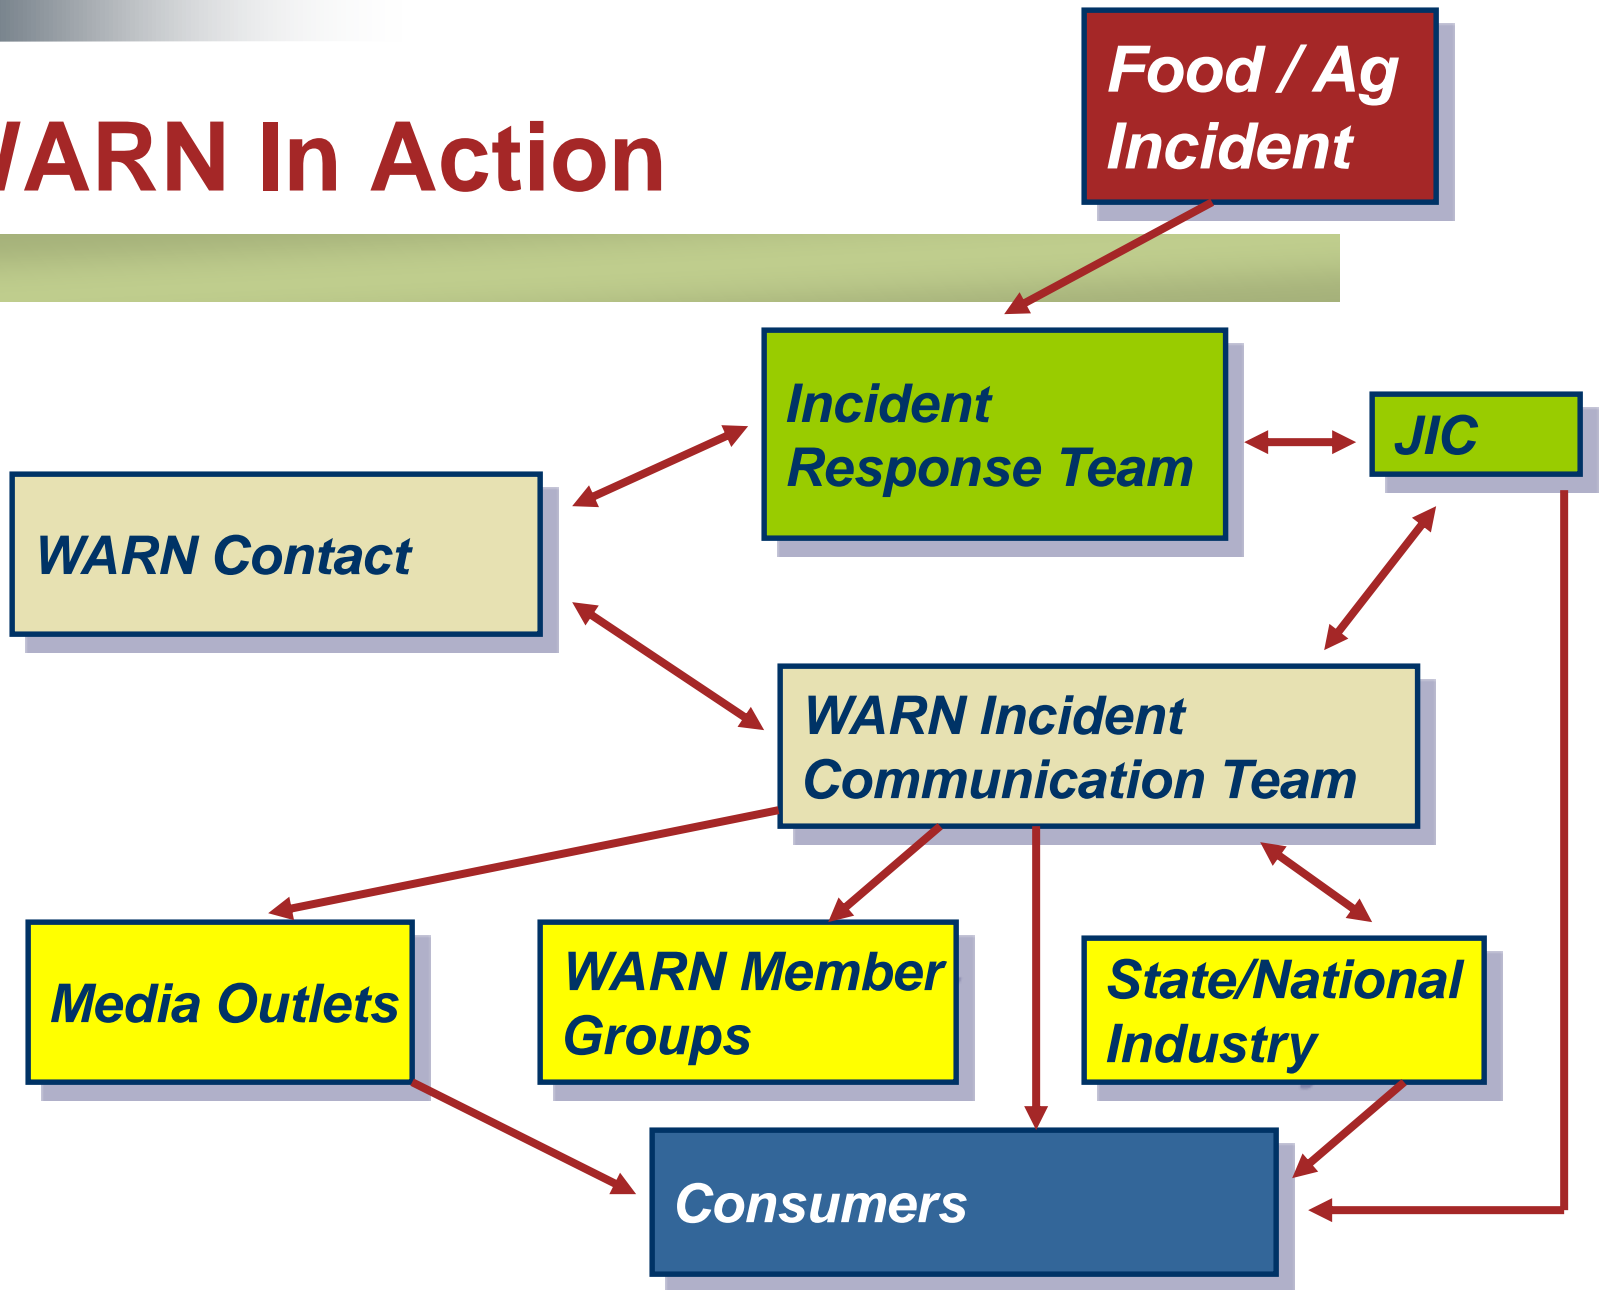 WARN In Action
Food / Ag
Incident
Incident
Response Team
JIC
WARN Contact
WARN Incident
Communication Team
Media Outlets
WARN Member
Groups
State/National
Industry
Consumers